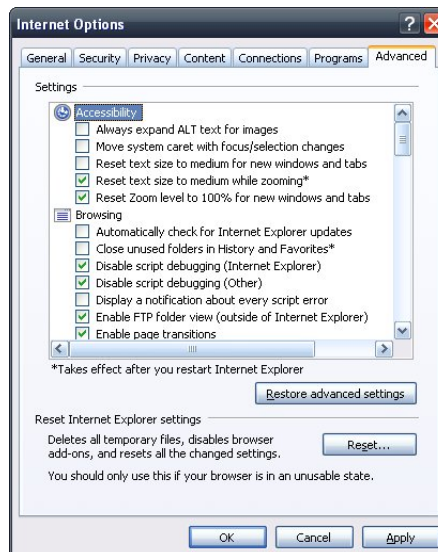 Internet Options
General Security Privacy Content Connections Programs Advanced
Settings
Accessibility
Always expand ALT text for images
Move system caret with focus/selection changes
Reset text size to medium for new windows and tabs
Reset text size to medium while zooming*
Reset Zoom level to 100% for new windows and tabs
Browsing
Automatically check for Internet Explorer updates
Close unused folders in History and Favorites*
Disable script debugging (Internet Explorer)
Disable script debugging (Other)
Display a notification about every script error
Enable FTP folder view (outside of Internet Explorer)
Enable page transitions
*Takes effect after you restart Internet Explorer
Restore advanced settings
Reset Internet Explorer settings
Deletes all temporary files, disables browser
add-ons, and resets all the changed settings.
Reset...
You should only use this if your browser is in an unusable state.
OK Cancel Apply